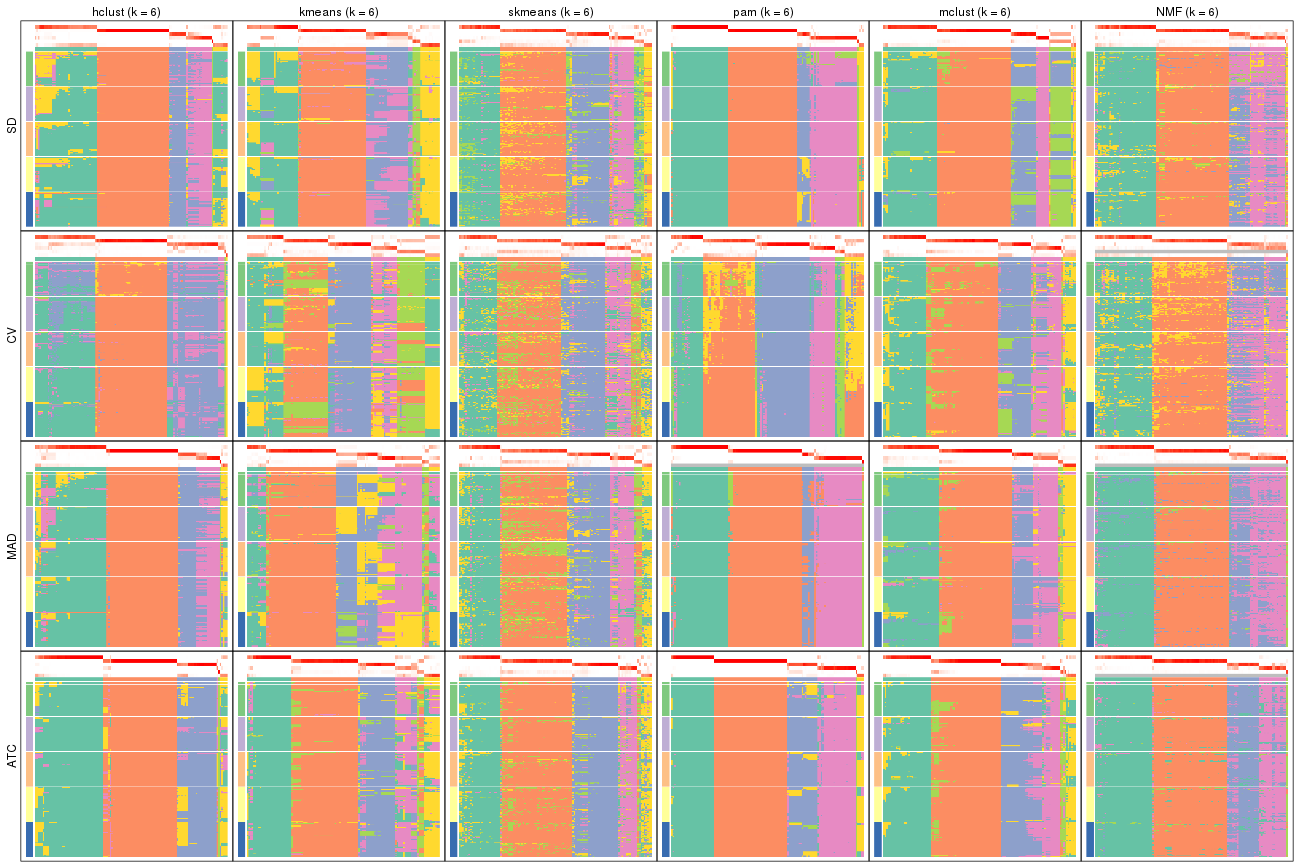 hclust (k = 6)
kmeans (k = 6)
skmeans (k = 6)
pam (k = 6)
mclust (k = 6)
NMF (k = 6)
SD
CV
MAD
ATC